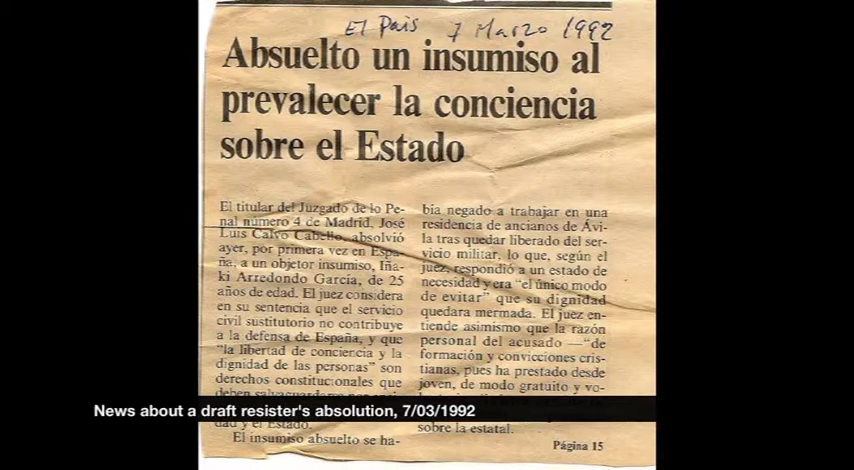 El Pais 7 Marzo 1992
Absuelto un insumiso al
prevalecer la conciencia
sobre el Estado
El titular del Juzgado de lo Pe-
nal número 4 de Madrid, José
Luis Calvo Cabello, absolvió
ayer, por primera vez en Espa-
ña, a un objetor insumiso, Iña-
ki Arredondo García, de 25
años de edad. El juez considera
en su sentencia que el servicio
civil sustitutorio no contribuye
a la defensa de España, y que
"la libertad de conciencia y la
dignidad de las personas" son
derechos constitucionales que
deben
dad y el Estado.
El insumiso absuelto se ha-
bía negado a trabajar en una
residencia de ancianos de Ávi-
la tras quedar liberado del ser-
vicio militar, lo que, según el
juez, respondió a un estado de
necesidad y era "el único modo
de evitar" que su dignidad
quedara mermada. El juez en-
tiende asimismo que la razón
personal del acusado —"de
formación y convicciones cris-
tianas, pues ha prestado desde
joven, de modo gratuito y vo-
sobre la estatal.
Página 15
News about a draft resister's absolution, 7/03/1992